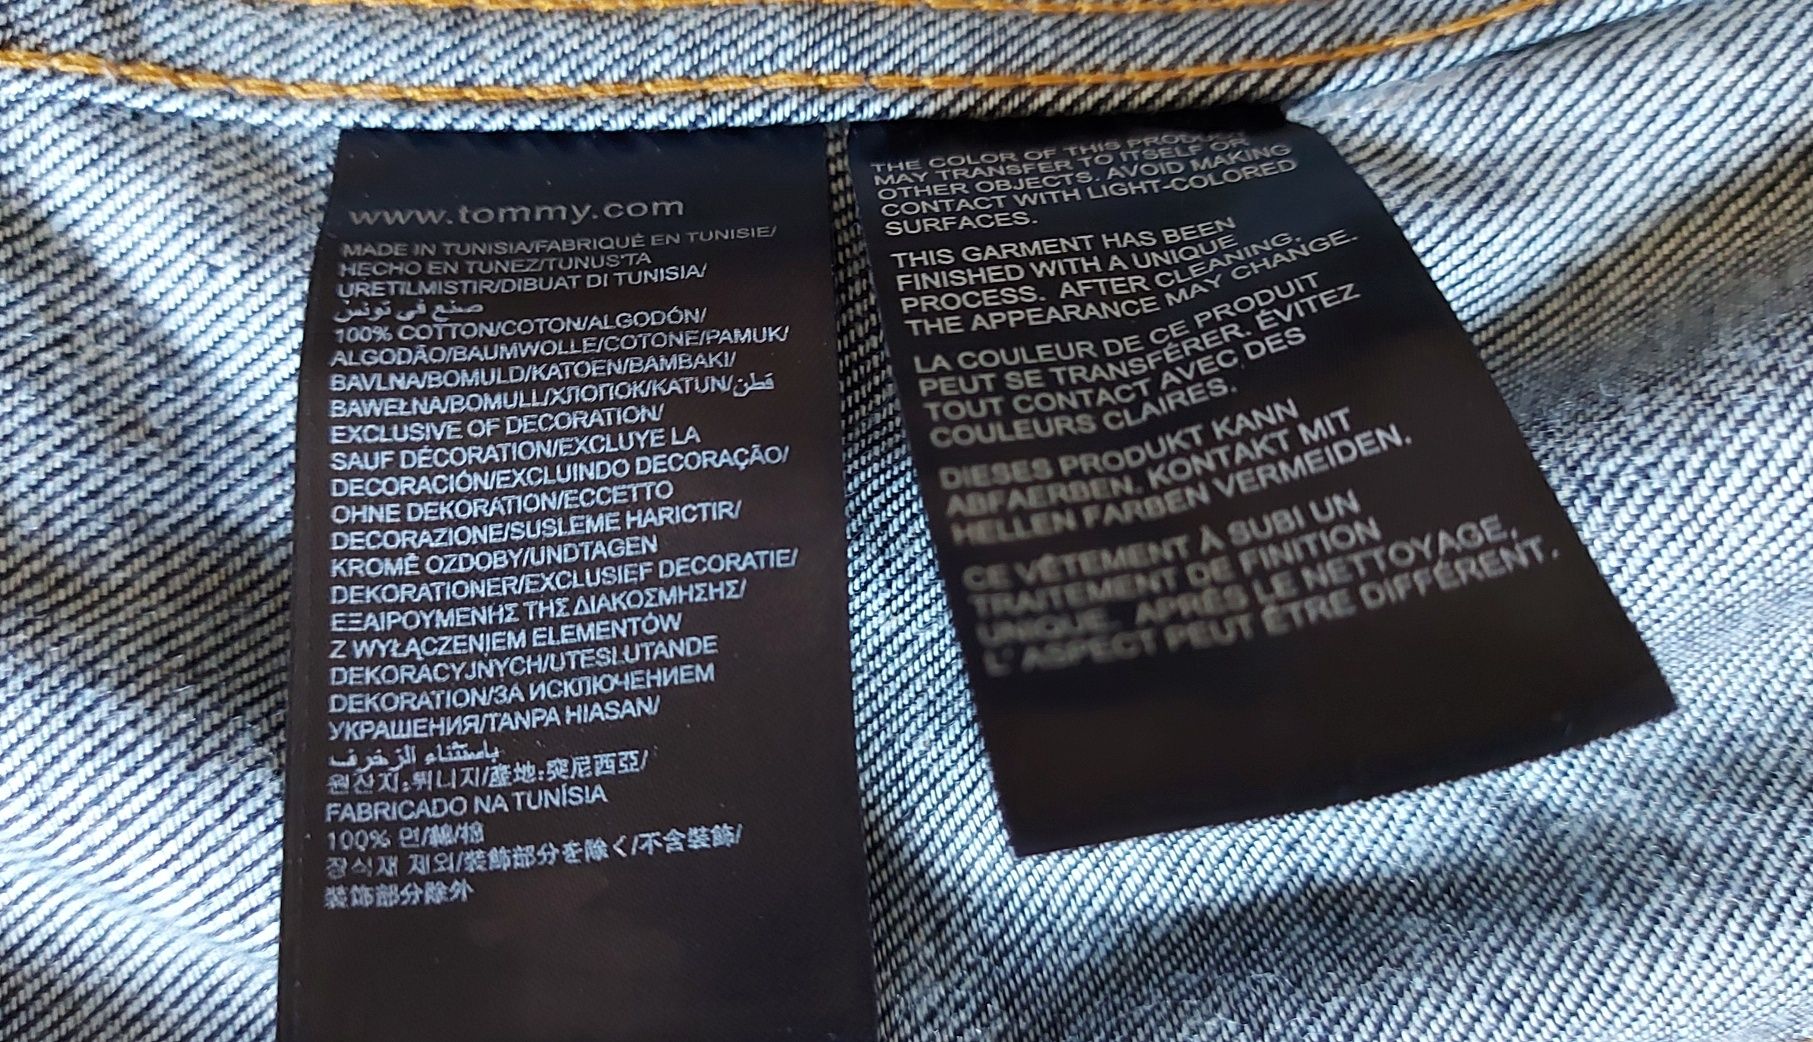 www.tommy.com
MADE IN TUNISIA/FABRIQUÉ EN TUNISIE/
HECHO EN TUNEZ/TUNUS'TA
URETILMISTIR/DIBUAT DI TUNISIA/
صنع في تونس
100% COTTON/COTON/ALGODÓN/
ALGODÃO/BAUMWOLLE/COTONE/PAMUK/
BAVLNA/BOMULD/KATOEN/BAMBAKI/
BAWEŁNA/BOMULL/ХЛОПОК/KATUN/قطن
EXCLUSIVE OF DECORATION/
SAUF DÉCORATION/EXCLUYE LA
DECORACIÓN/EXCLUINDO DECORAÇÃO/
OHNE DEKORATION/ECCETTO
DECORAZIONE/SUSLEME HARICTIR/
KROMĚ OZDOBY/UNDTAGEN
DEKORATIONER/EXCLUSIEF DECORATIE/
ΕΞΑΙΡΟΥΜΕΝΗΣ ΤΗΣ ΔΙΑΚΟΣΜΗΣΗΣ/
Z WYŁĄCZENIEM ELEMENTÓW
DEKORACYJNYCH/UTESLUTANDE
DEKORATION/ЗА ИСКЛЮЧЕНИЕМ
УКРАШЕНИЯ/TANPA HIASAN/
باستثناء الزخرف
원산지:튀니지/産地:突尼西亞/
FABRICADO NA TUNÍSIA
100% 면/綿/棉
장식재 제외/装飾部分を除く/不含裝飾/
装饰部分除外
THE COLOR OF THIS PRODUCT
MAY TRANSFER TO ITSELF OR
OTHER OBJECTS. AVOID MAKING
CONTACT WITH LIGHT-COLORED
SURFACES.
THIS GARMENT HAS BEEN
FINISHED WITH A UNIQUE
PROCESS. AFTER CLEANING,
THE APPEARANCE MAY CHANGE.
LA COULEUR DE CE PRODUIT
PEUT SE TRANSFÉRER. ÉVITEZ
TOUT CONTACT AVEC DES
COULEURS CLAIRES.
DIESES PRODUKT KANN
ABFAERBEN. KONTAKT MIT
HELLEN FARBEN VERMEIDEN.
CE VÊTEMENT À SUBI UN
TRAITEMENT DE FINITION
UNIQUE. APRÈS LE NETTOYAGE,
L' ASPECT PEUT ÊTRE DIFFÉRENT.